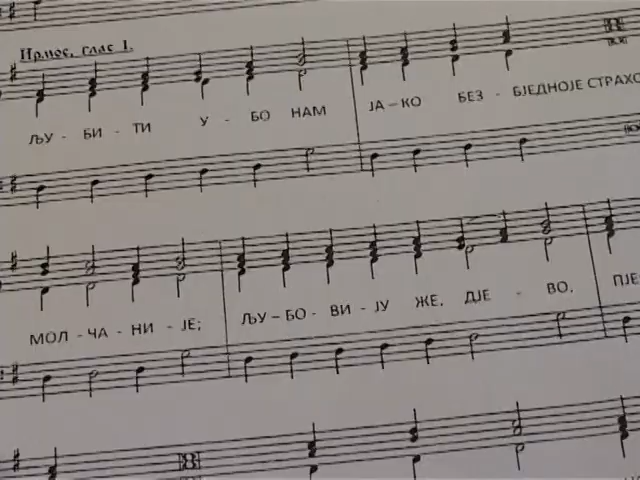 Ирмос, глас 1.
ЉУ - БИ - ТИ У - БО НАМ ЈА – КО БЕЗ - БЈЕДНОЈЕ СТРАХО
МОЛ - ЧА - НИ - ЈЕ; ЉУ – БО - ВИ - ЈУ ЖЕ, ДЈЕ - ВО, ПЈЕ